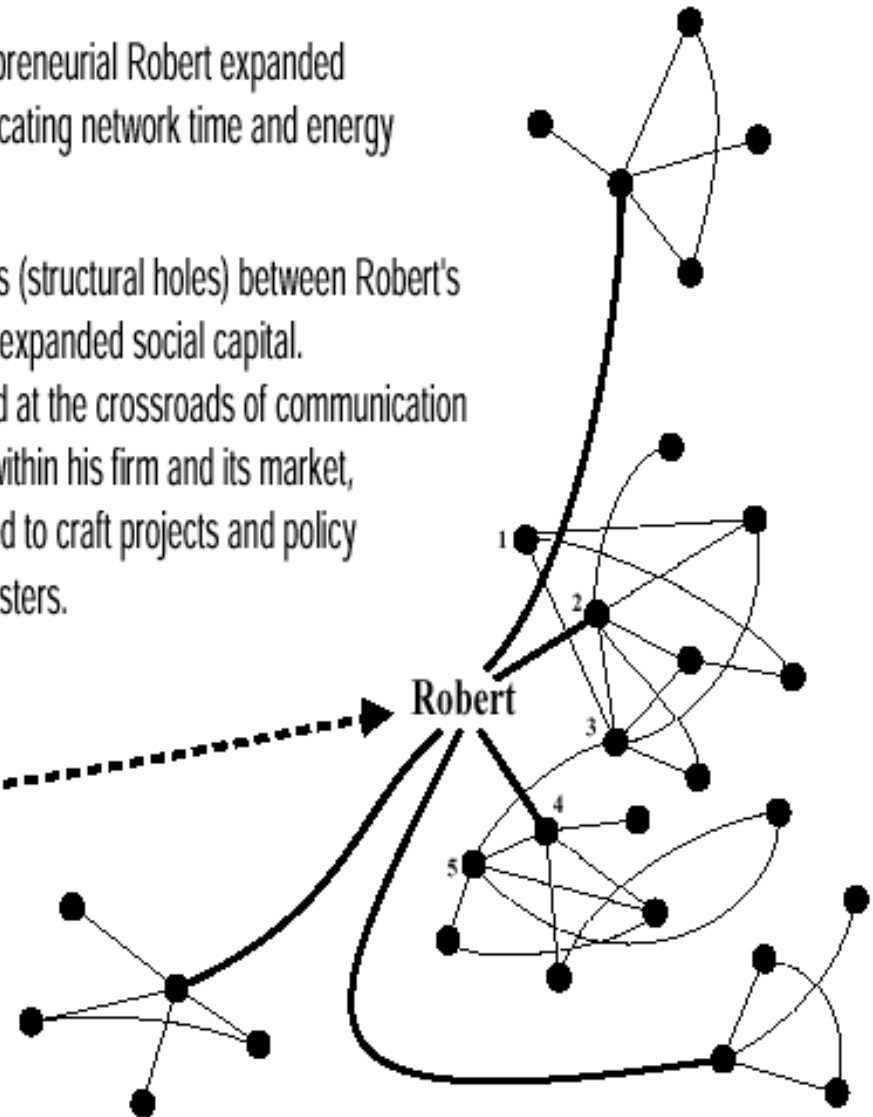 preneurial Robert expanded
cating network time and energy
s (structural holes) between Robert's
expanded social capital.
d at the crossroads of communication
within his firm and its market,
d to craft projects and policy
sters.
1
2
Robert
3
4
5